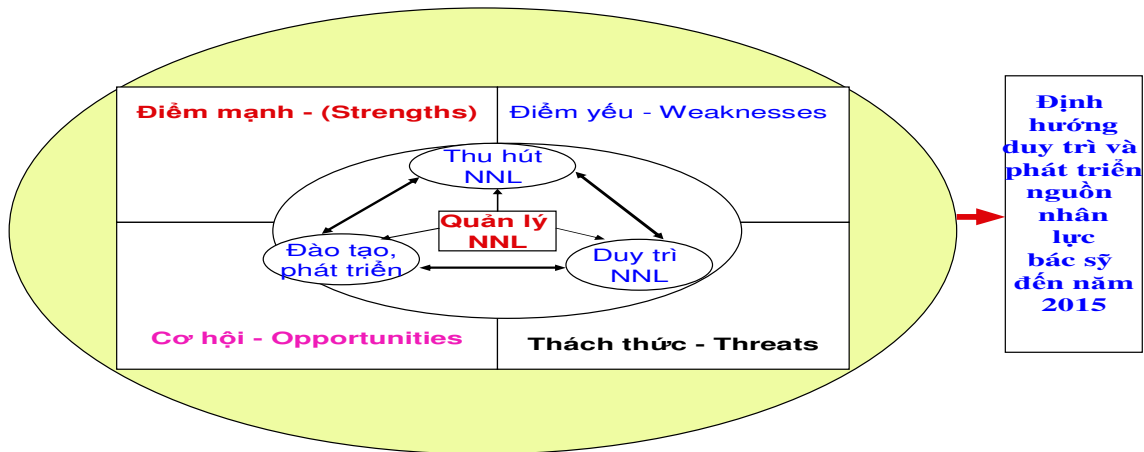 Điểm mạnh - (Strengths)
Điểm yếu - Weaknesses
Thu hút
NNL
Quản lý
NNL
Đào tạo,
phát triển
Duy trì
NNL
Cơ hội - Opportunities
Thách thức - Threats
Định
hướng
duy trì và
phát triển
nguồn
nhân
lực
bác sỹ
đến năm
2015